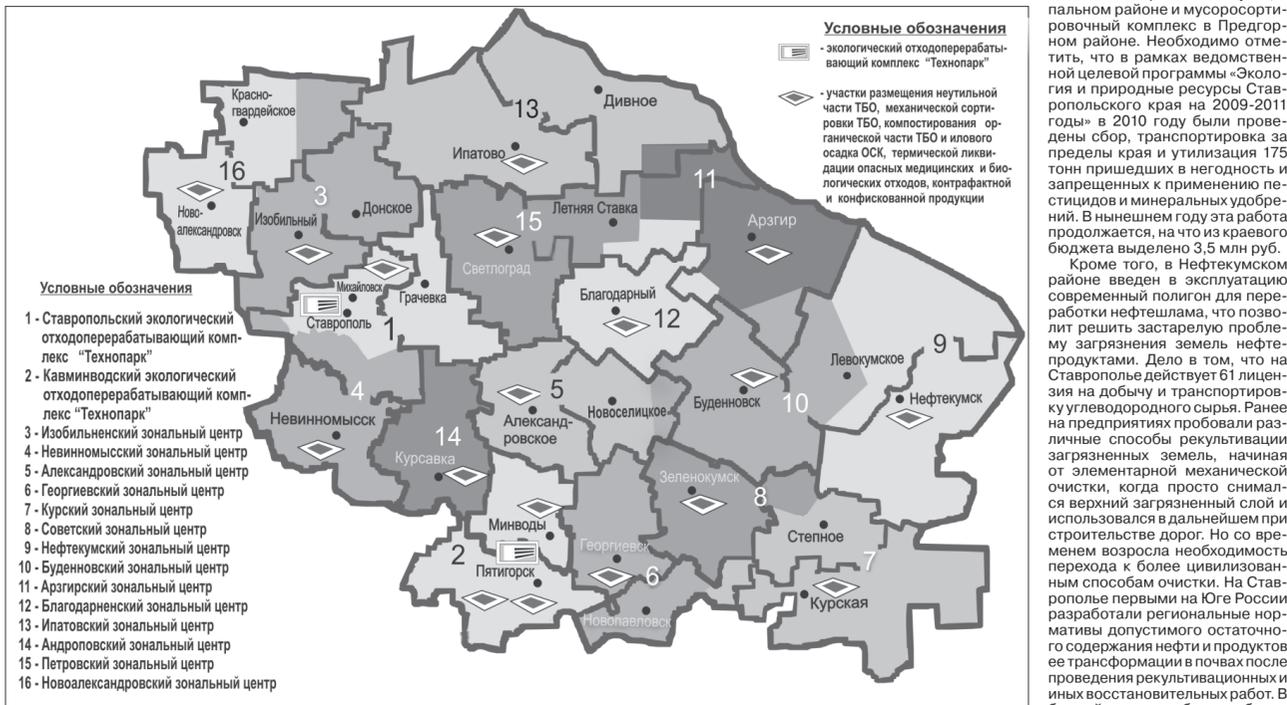 Условные обозначения
- экологический отходоперерабаты-
вающий комплекс "Технопарк"
- участки размещения неутильной
части ТБО, механической сорти-
ровки ТБО, компостирования ор-
ганической части ТБО и илового
осадка ОСК, термической ликви-
дации опасных медицинских и био-
логических отходов, контрафактной
и конфискованной продукции
Красно-
гвардейское
16
Ново-
александровск
13
Дивное
Ипатово
3
Изобильный
Донское
15
Летняя Ставка
Светлоград
11
Арзгир
Михайловск
Грачевка
Ставрополь
1
Благодарный
12
Левокумское
9
Нефтекумск
4
Невинномысск
5
Александ-
ровское
Новоселицкое
Буденновск
10
14
Курсавка
Зеленокумск
8
Минводы
2
Пятигорск
Георгиевск
6
Новопавловск
Степное
7
Курская
Условные обозначения
1 - Ставропольский экологический
отходоперерабатывающий комп-
лекс "Технопарк"
2 - Кавминводский экологический
отходоперерабатывающий комп-
лекс "Технопарк"
3 - Изобильненский зональный центр
4 - Невинномысский зональный центр
5 - Александровский зональный центр
6 - Георгиевский зональный центр
7 - Курский зональный центр
8 - Советский зональный центр
9 - Нефтекумский зональный центр
10 - Буденновский зональный центр
11 - Арзгирский зональный центр
12 - Благодарненский зональный центр
13 - Ипатовский зональный центр
14 - Андроповский зональный центр
15 - Петровский зональный центр
16 - Новоалександровский зональный центр
пальном районе и мусоросорти-
ровочный комплекс в Предгор-
ном районе. Необходимо отме-
тить, что в рамках ведомствен-
ной целевой программы «Эколо-
гия и природные ресурсы Став-
ропольского края на 2009-2011
годы» в 2010 году были прове-
дены сбор, транспортировка за
пределы края и утилизация 175
тонн пришедших в негодность и
запрещенных к применению пе-
стицидов и минеральных удобре-
ний. В нынешнем году эта работа
продолжается, на что из краевого
бюджета выделено 3,5 млн руб.
Кроме того, в Нефтекумском
районе введен в эксплуатацию
современный полигон для пере-
работки нефтешлама, что позво-
лит решить застарелую пробле-
му загрязнения земель нефте-
продуктами. Дело в том, что на
Ставрополье действует 61 лицен-
зия на добычу и транспортиров-
ку углеводородного сырья. Ранее
на предприятиях пробовали раз-
личные способы рекультивации
загрязненных земель, начиная
от элементарной механической
очистки, когда просто снимал-
ся верхний загрязненный слой и
использовался в дальнейшем при
строительстве дорог. Но со вре-
менем возросла необходимость
перехода к более цивилизован-
ным способам очистки. На Став-
рополье первыми на Юге России
разработали региональные нор-
мативы допустимого остаточно-
го содержания нефти и продуктов
ее трансформации в почвах после
проведения рекультивационных и
иных восстановительных работ. В